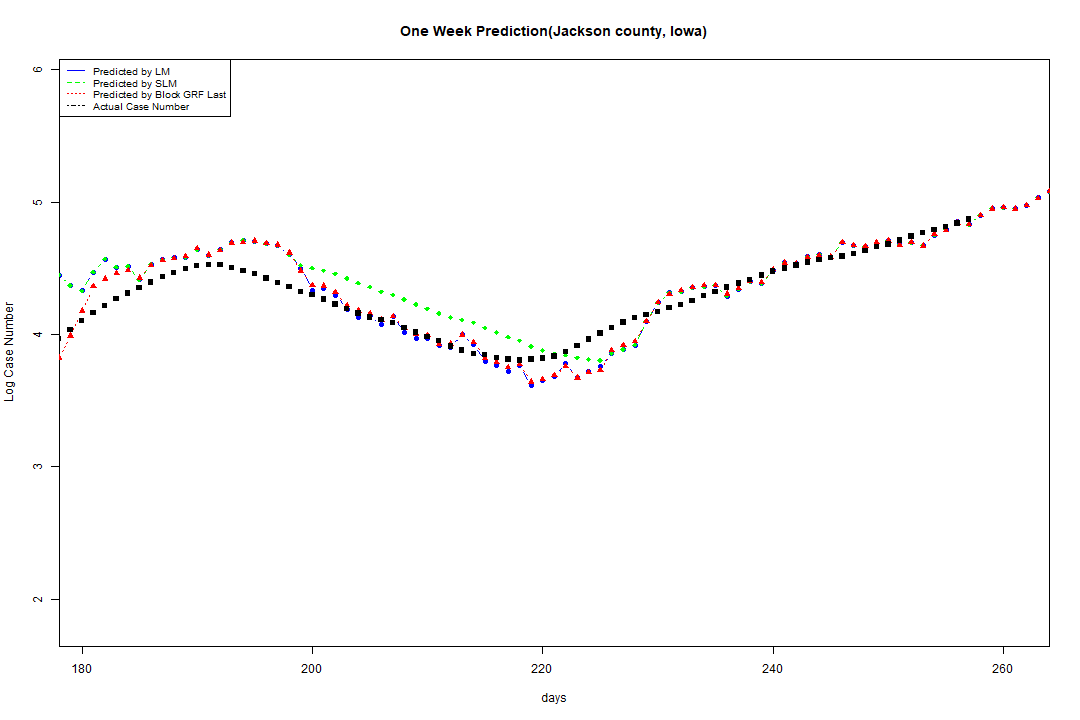 One Week Prediction(Jackson county, Iowa)
Predicted by LM
Predicted by SLM
Predicted by Block GRF Last
Actual Case Number
6
5
4
3
2
Log Case Number
180
200
220
240
260
days